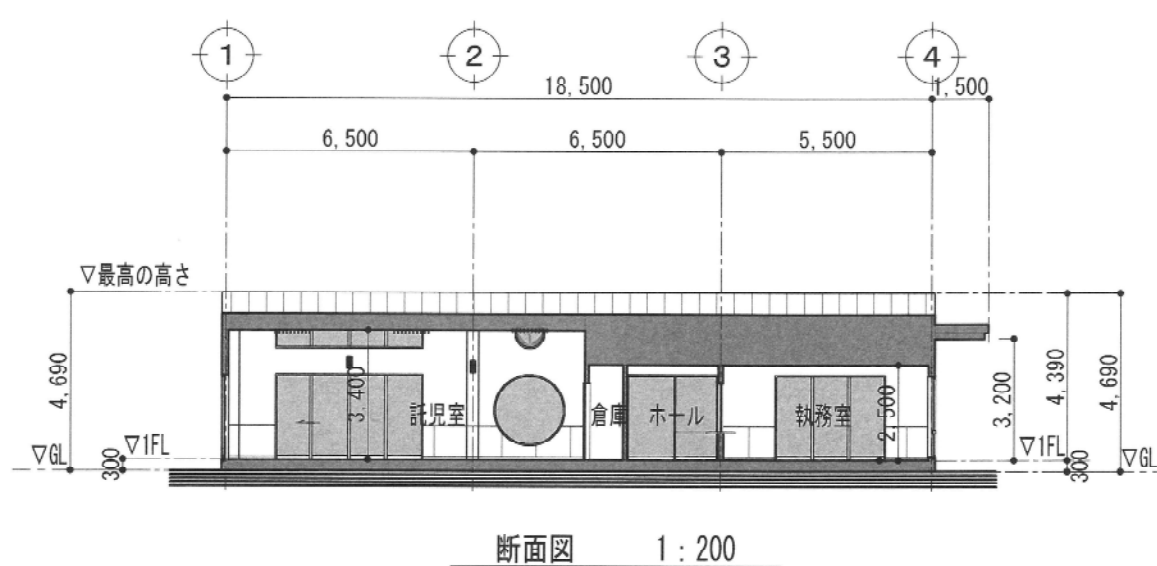 1 2 3 4
18,500 1,500
6,500 6,500 5,500
▽最高の高さ
4,690
3,400
託児室
倉庫
ホール
執務室
2,500
3,200
4,390
4,690
▽GL
300
▽1FL
▽1FL
300
▽GL
断面図 1:200